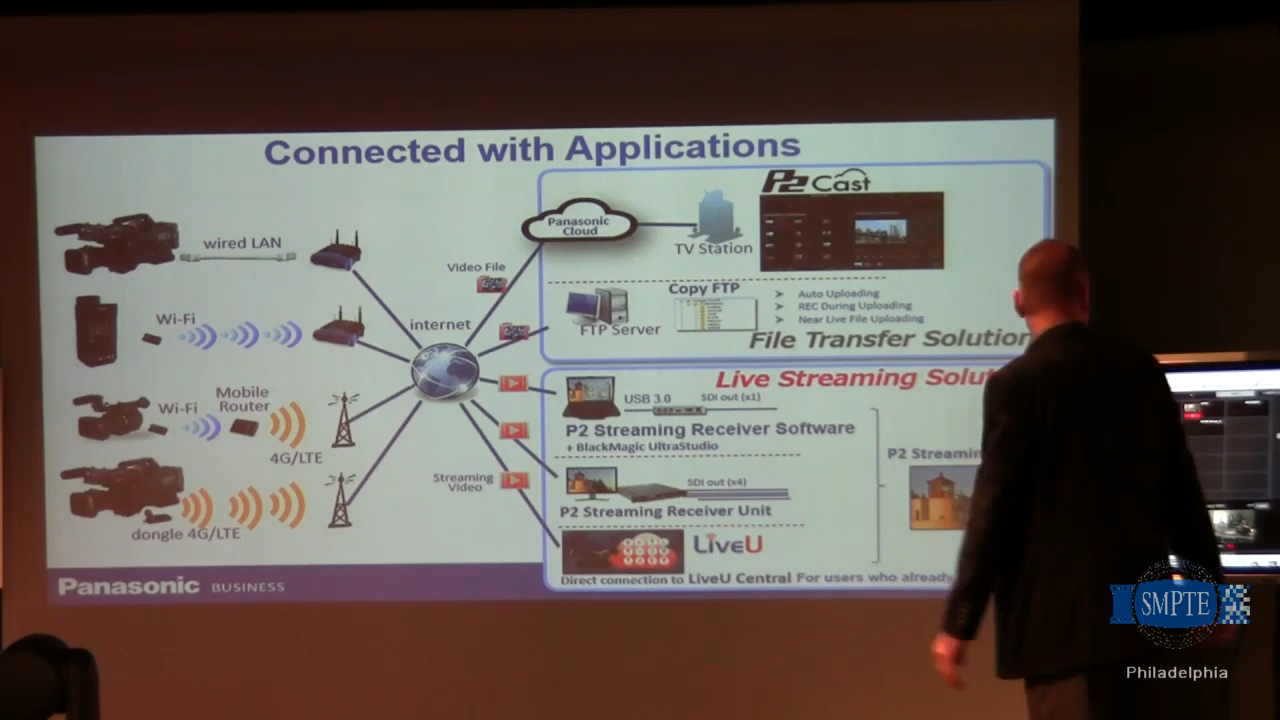 Connected with Applications
P2 Cast
wired LAN
Panasonic
Cloud
TV Station
Video File
Copy FTP
Auto Uploading
REC During Uploading
Near Live File Uploading
FTP Server
File Transfer Solution
Wi-Fi
internet
Live Streaming
USB 3.0
SDI out (x1)
P2 Streaming Receiver Software
+ BlackMagic UltraStudio
Wi-Fi
Mobile
Router
4G/LTE
P2
Streaming
Video
SDI out (x4)
P2 Streaming Receiver Unit
dongle 4G/LTE
LiveU
Direct connection to LiveU Central For users who already
Panasonic BUSINESS
SMPTE
Philadelphia